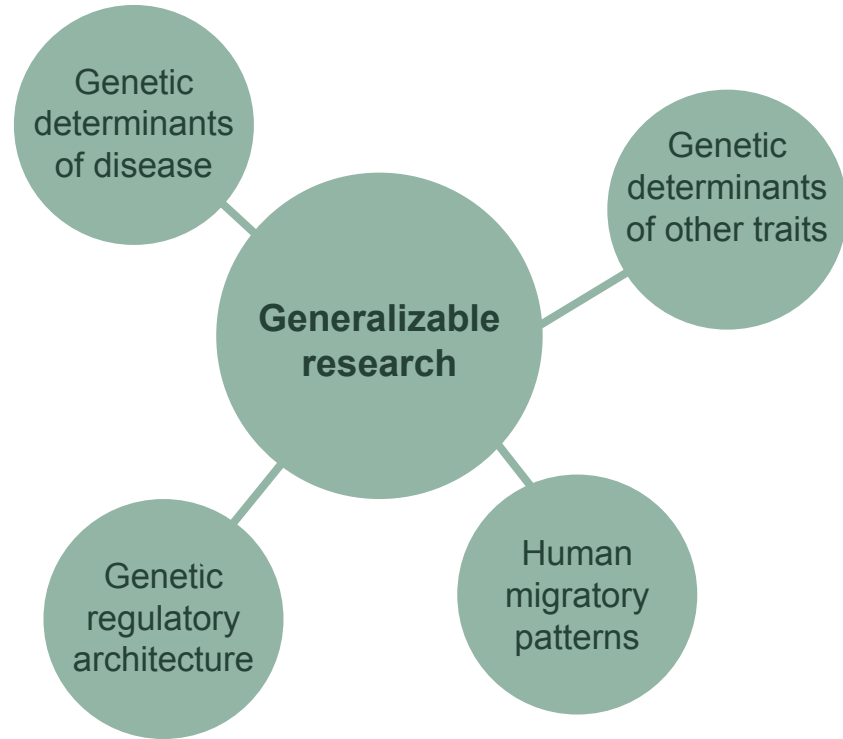 Genetic
determinants
of disease
Genetic
determinants
of other traits
Generalizable
research
Genetic
regulatory
architecture
Human
migratory
patterns